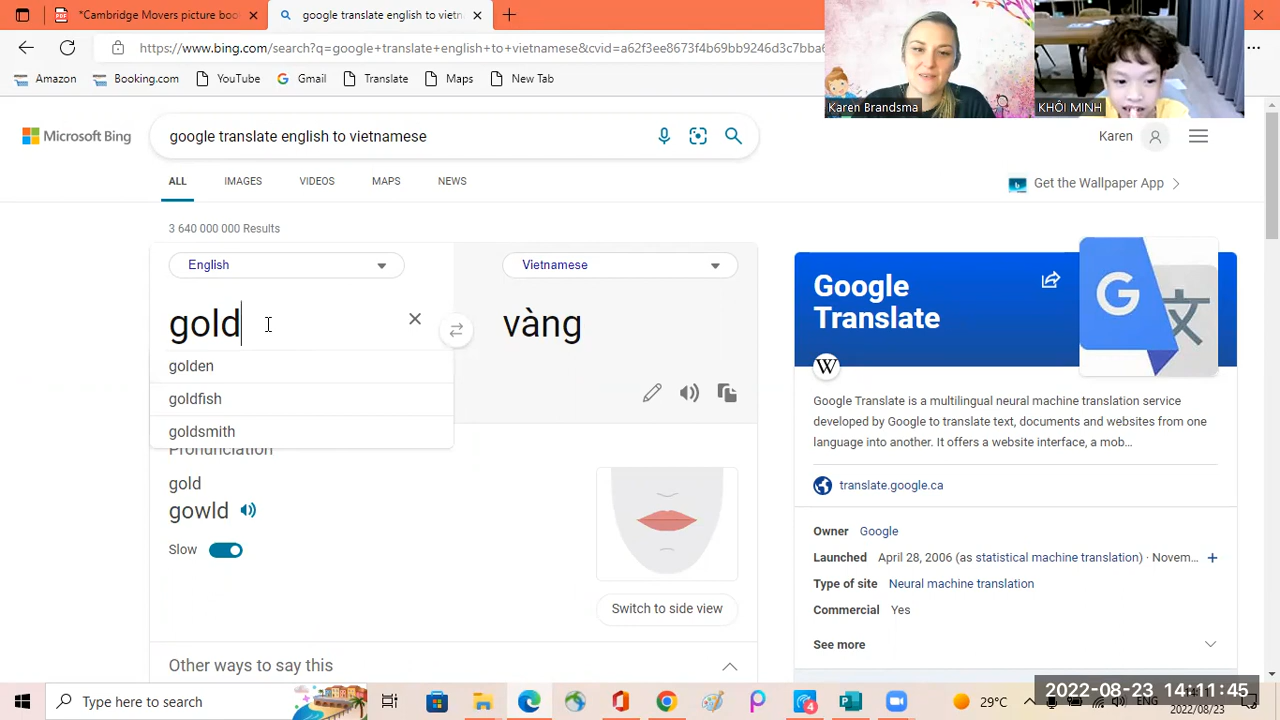 *Cambridge Movers picture boo
google translate english to vietn
https://www.bing.com/search?q=google+translate+english+to+vietnamese&cvid=a62f3ee8673f4b69bb9246d3c7bba6
Amazon
Booking.com
YouTube
Gmail
Translate
Maps
New Tab
Karen Brandsma
KHÔI MINH
Microsoft Bing
google translate english to vietnamese
Karen
ALL
IMAGES
VIDEOS
MAPS
NEWS
Get the Wallpaper App
3 640 000 000 Results
English
Vietnamese
gold
vàng
golden
goldfish
goldsmith
Pronunciation
gold
gowld
Slow
Switch to side view
Other ways to say this
Google
Translate
G
W
Google Translate is a multilingual neural machine translation service
developed by Google to translate text, documents and websites from one
language into another. It offers a website interface, a mob…
translate.google.ca
Owner Google
Launched April 28, 2006 (as statistical machine translation) · Novem…
Type of site Neural machine translation
Commercial Yes
See more
Type here to search
4
29°C
ENG
2022-08-23 14:11:45
2022/08/23